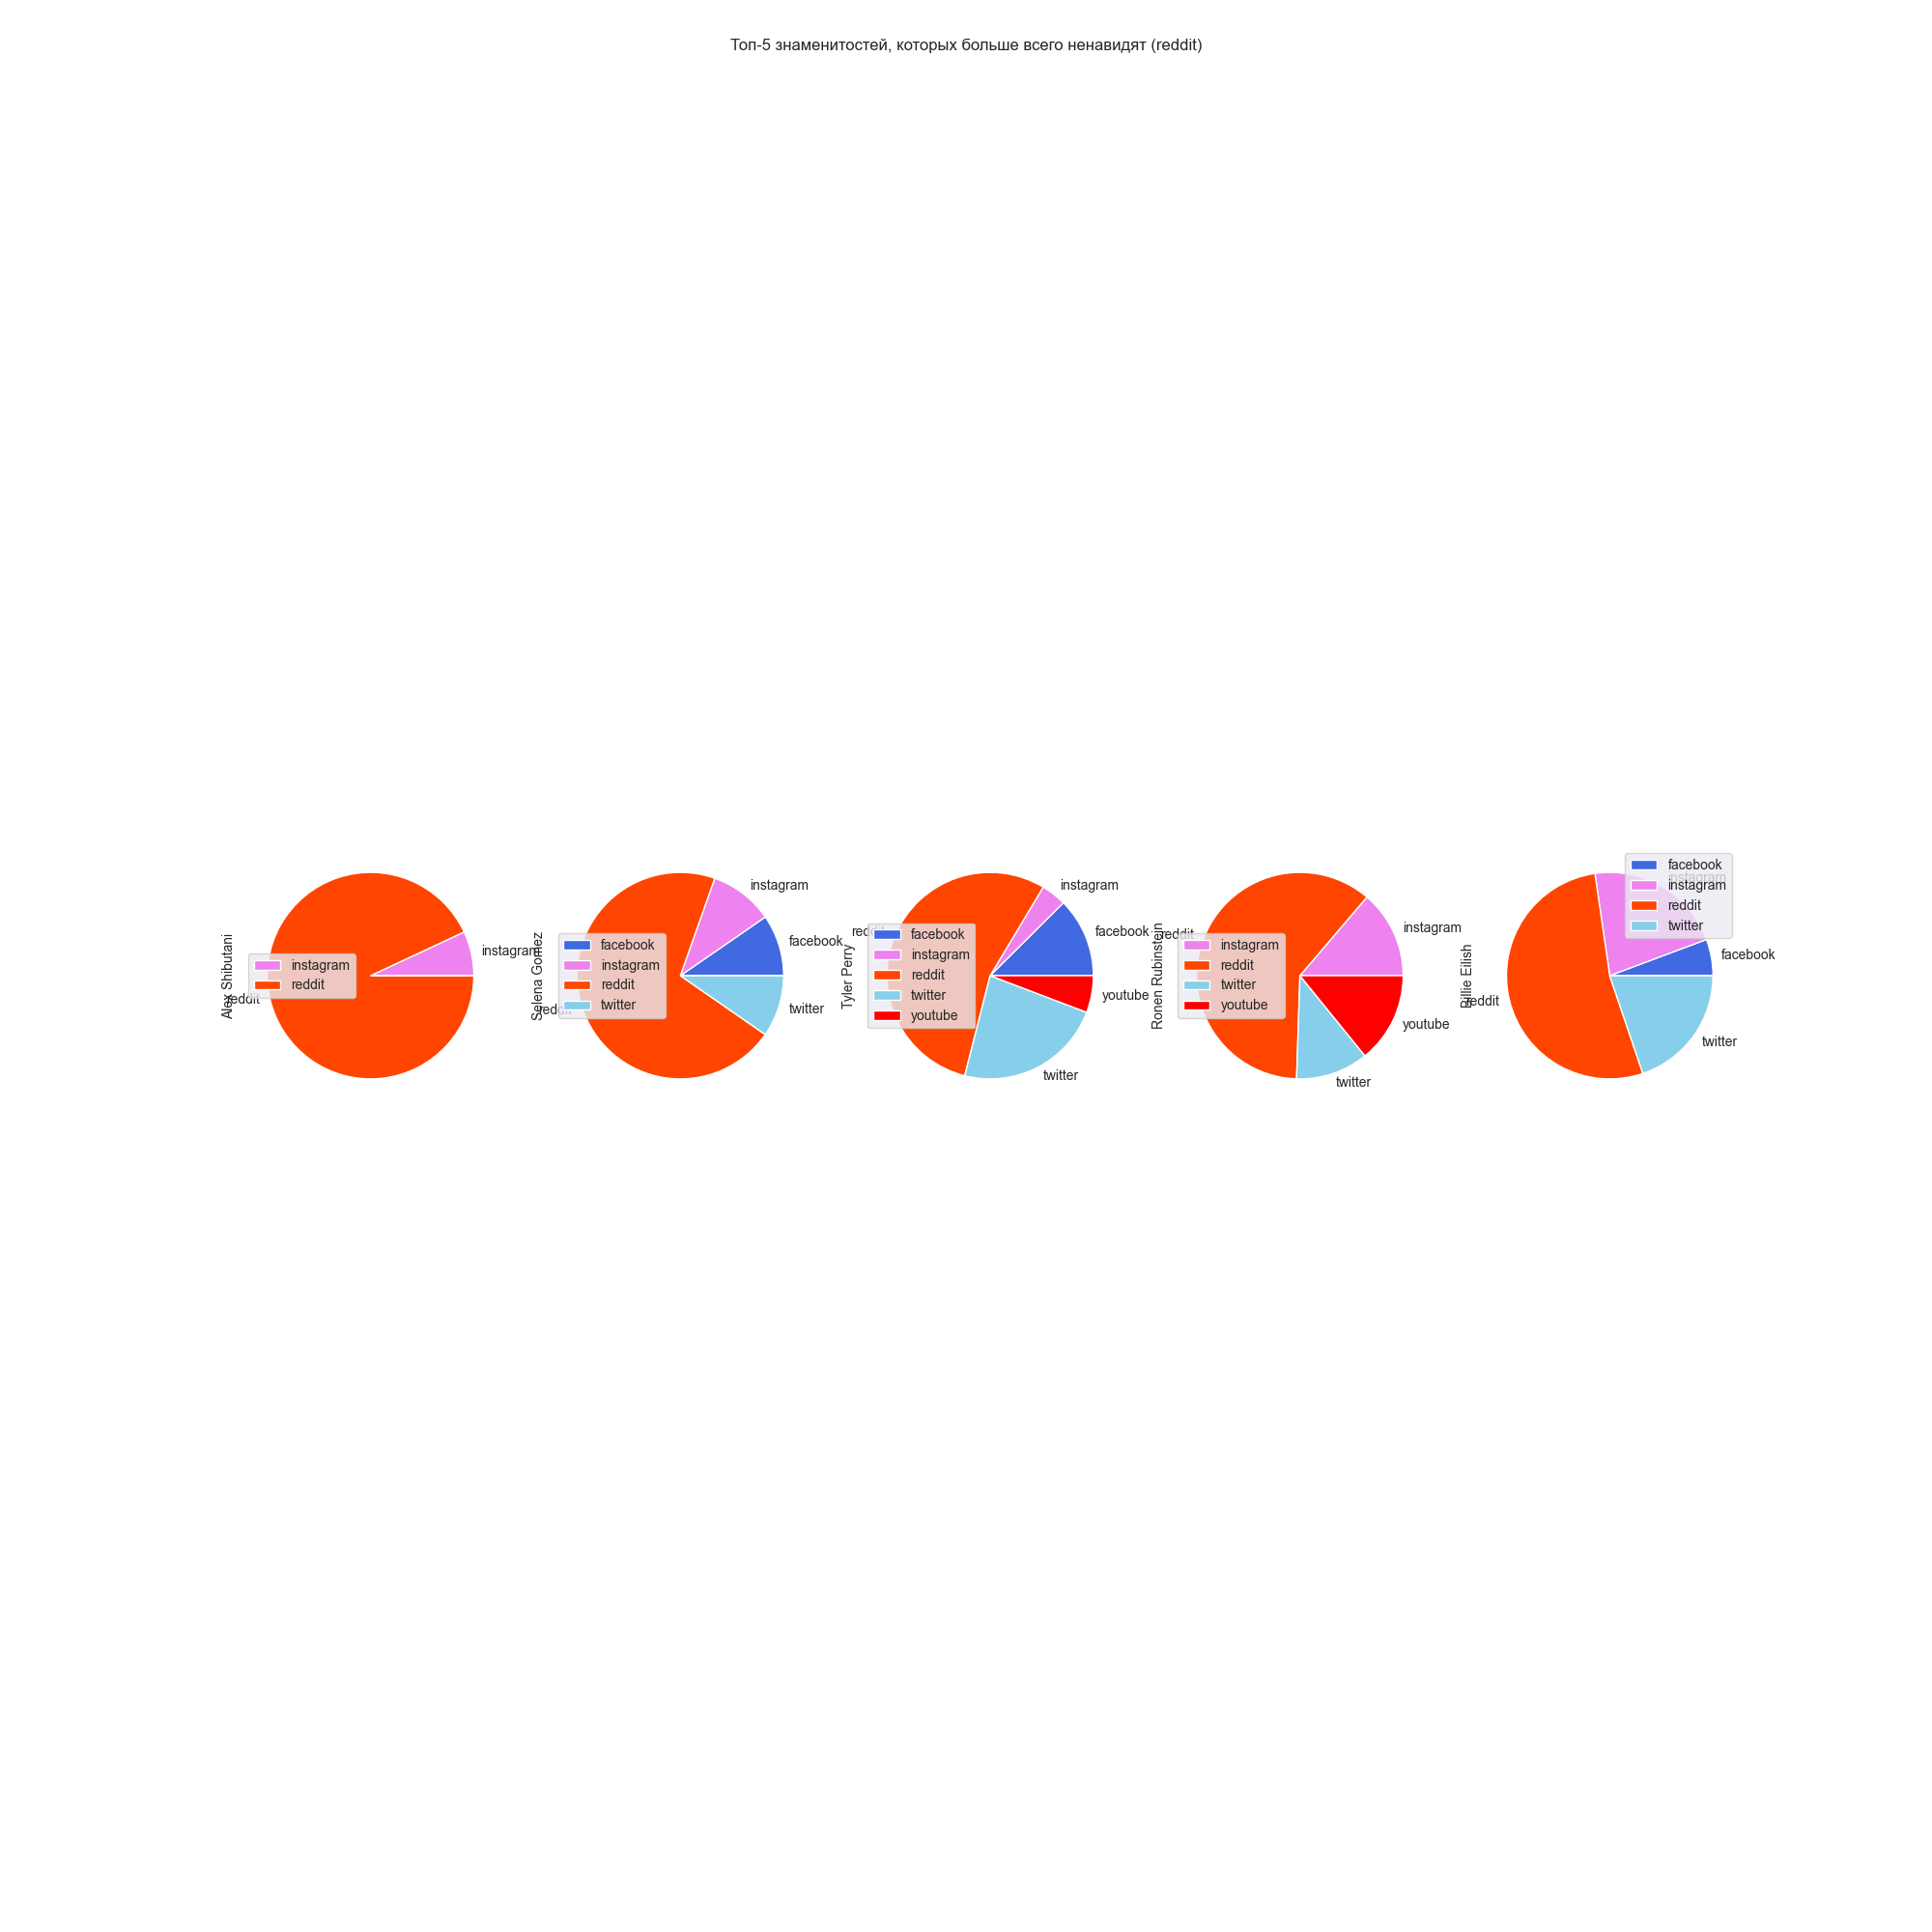 Топ-5 знаменитостей, которых больше всего ненавидят (reddit)
Alex Shibutani
instagram
reddit
instagram
reddit
Selena Gomez
facebook
instagram
reddit
twitter
facebook
instagram
reddit
twitter
Tyler Perry
facebook
instagram
reddit
twitter
youtube
facebook
instagram
reddit
twitter
youtube
Ronen Rubinstein
instagram
reddit
twitter
youtube
instagram
reddit
twitter
youtube
Billie Eilish
facebook
instagram
reddit
twitter
facebook
instagram
reddit
twitter